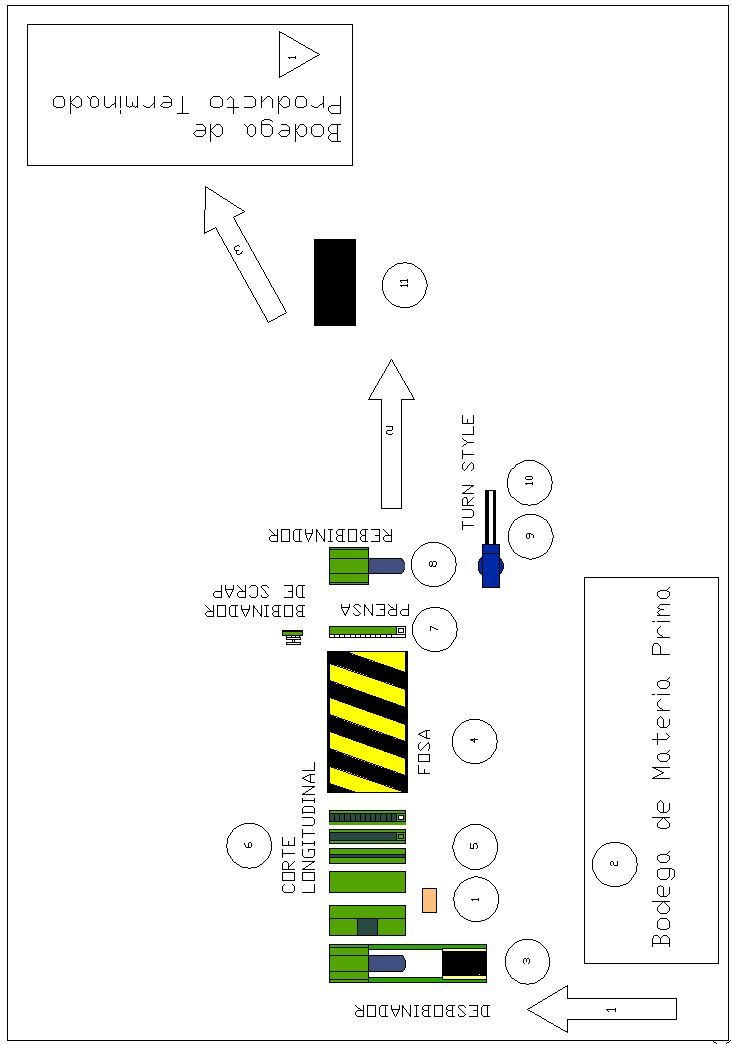 1
Bodega de
Producto Terminado
3
11
2
TURN STYLE
10
9
REBOBINADOR
8
BOBINADOR
DE SCRAP
PRENSA
7
FOSA
4
CORTE
LONGITUDINAL
6
5
1
Bodega de Materia Prima
2
3
DESBOBINADOR
1